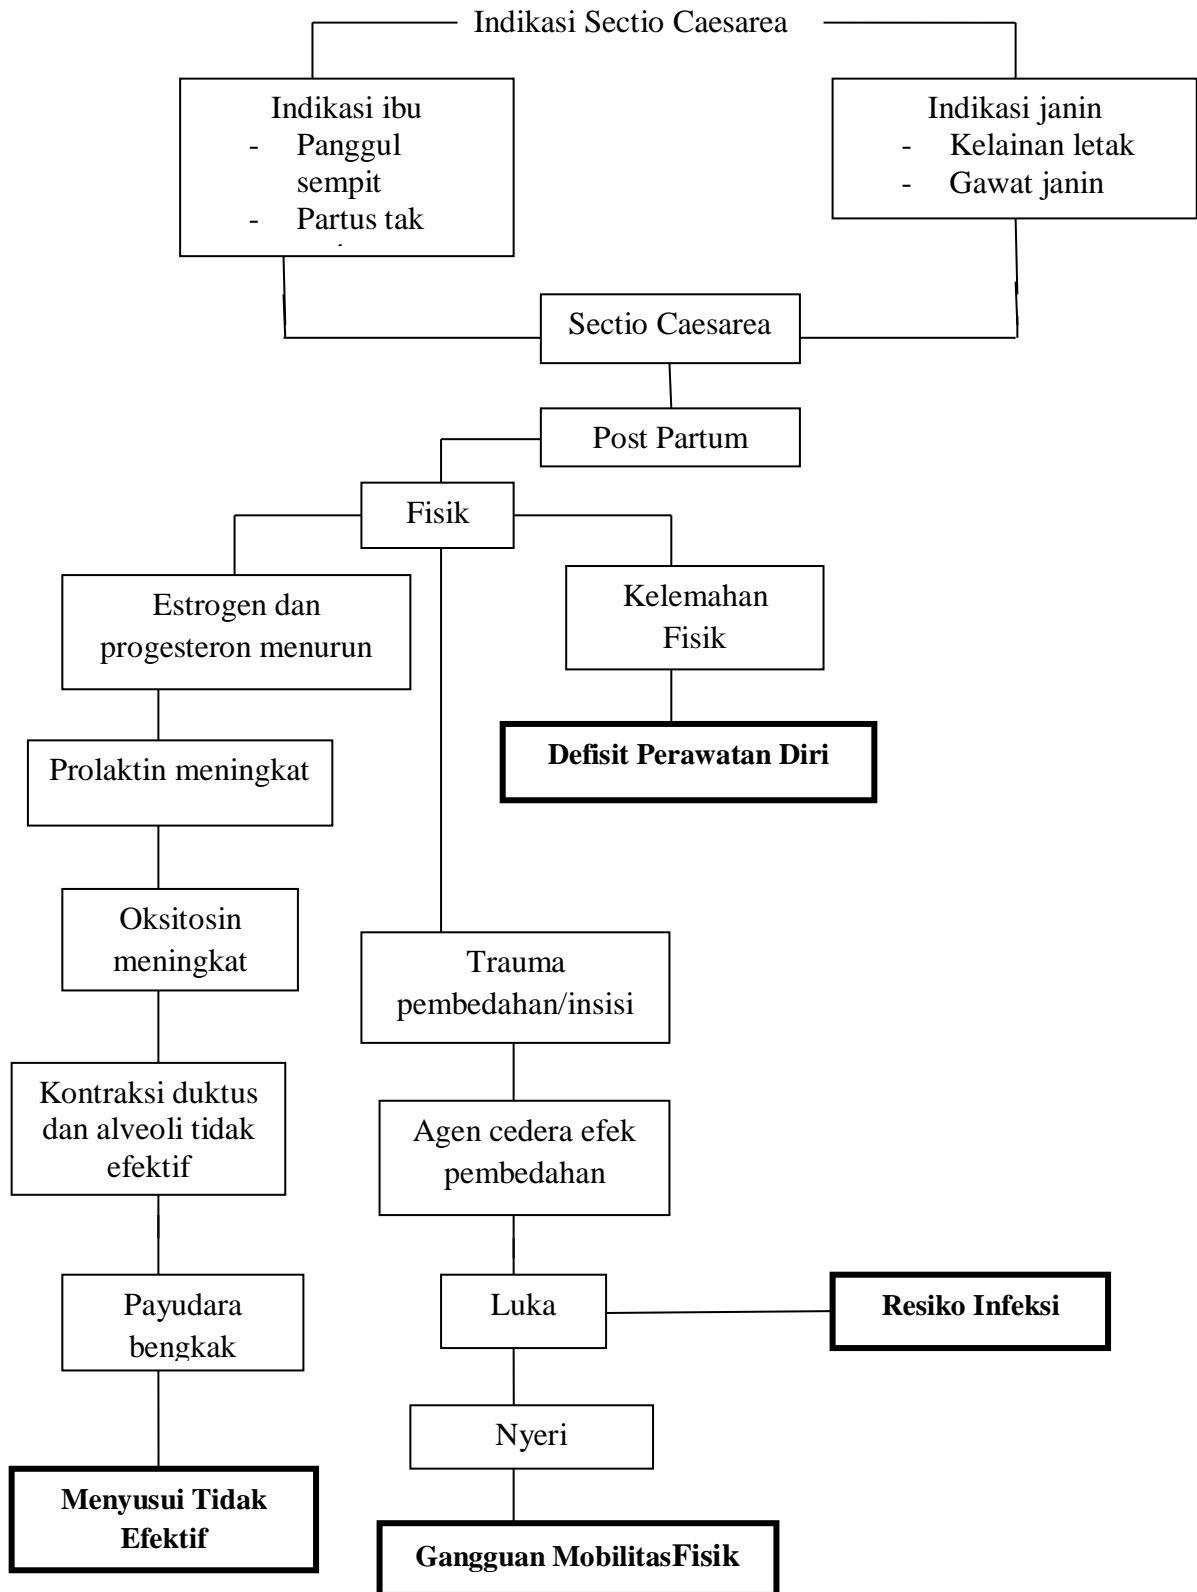 Indikasi Sectio Caesarea
Indikasi ibu
- Panggul
sempit
- Partus tak
Indikasi janin
- Kelainan letak
- Gawat janin
Sectio Caesarea
Post Partum
Fisik
Estrogen dan
progesteron menurun
Kelemahan
Fisik
Defisit Perawatan Diri
Prolaktin meningkat
Oksitosin
meningkat
Trauma
pembedahan/insisi
Kontraksi duktus
dan alveoli tidak
efektif
Agen cedera efek
pembedahan
Payudara
bengkak
Luka
Resiko Infeksi
Nyeri
Menyusui Tidak
Efektif
Gangguan MobilitasFisik